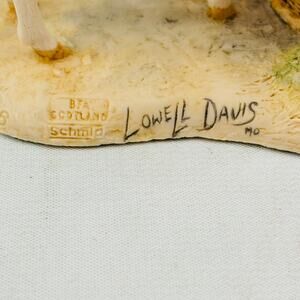 BFA
SCOTLAND
Schmid
LOWELL DAVIS
MO